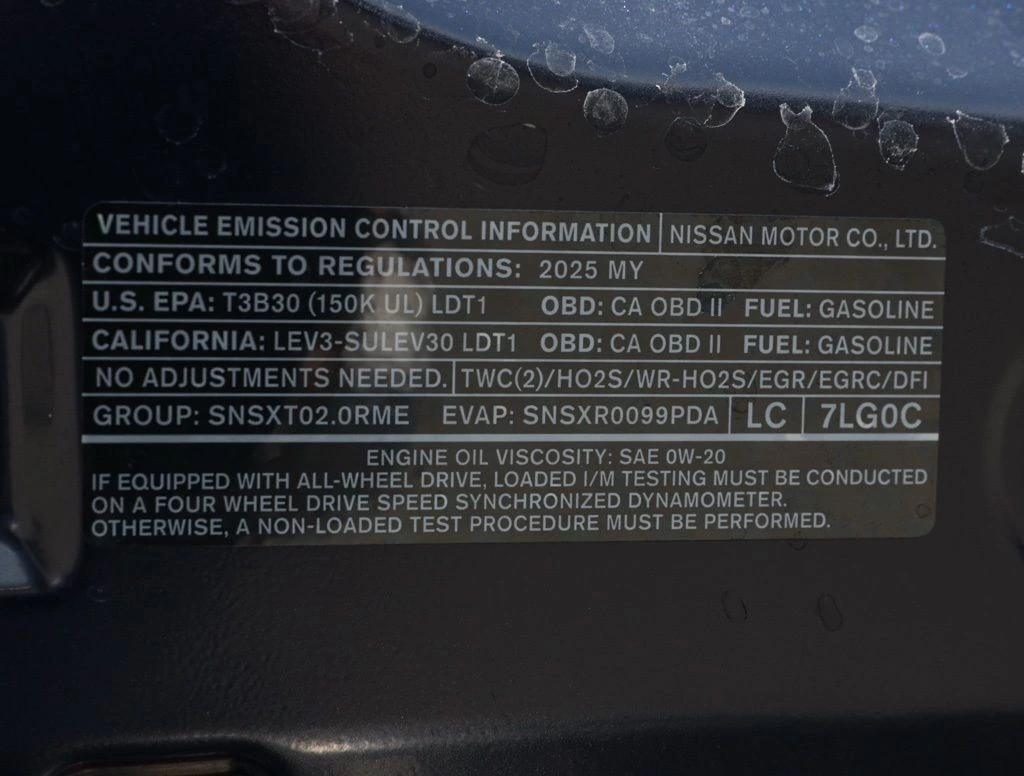 VEHICLE EMISSION CONTROL INFORMATION NISSAN MOTOR CO., LTD.
CONFORMS TO REGULATIONS: 2025 MY
U.S. EPA: T3B30 (150K UL) LDT1 OBD: CA OBD II FUEL: GASOLINE
CALIFORNIA: LEV3-SULEV30 LDT1 OBD: CA OBD II FUEL: GASOLINE
NO ADJUSTMENTS NEEDED. TWC(2)/HO2S/WR-HO2S/EGR/EGRC/DFI
GROUP: SNSXT02.0RME EVAP: SNSXR0099PDA LC 7LG0C
ENGINE OIL VISCOSITY: SAE 0W-20
IF EQUIPPED WITH ALL-WHEEL DRIVE, LOADED I/M TESTING MUST BE CONDUCTED
ON A FOUR WHEEL DRIVE SPEED SYNCHRONIZED DYNAMOMETER.
OTHERWISE, A NON-LOADED TEST PROCEDURE MUST BE PERFORMED.